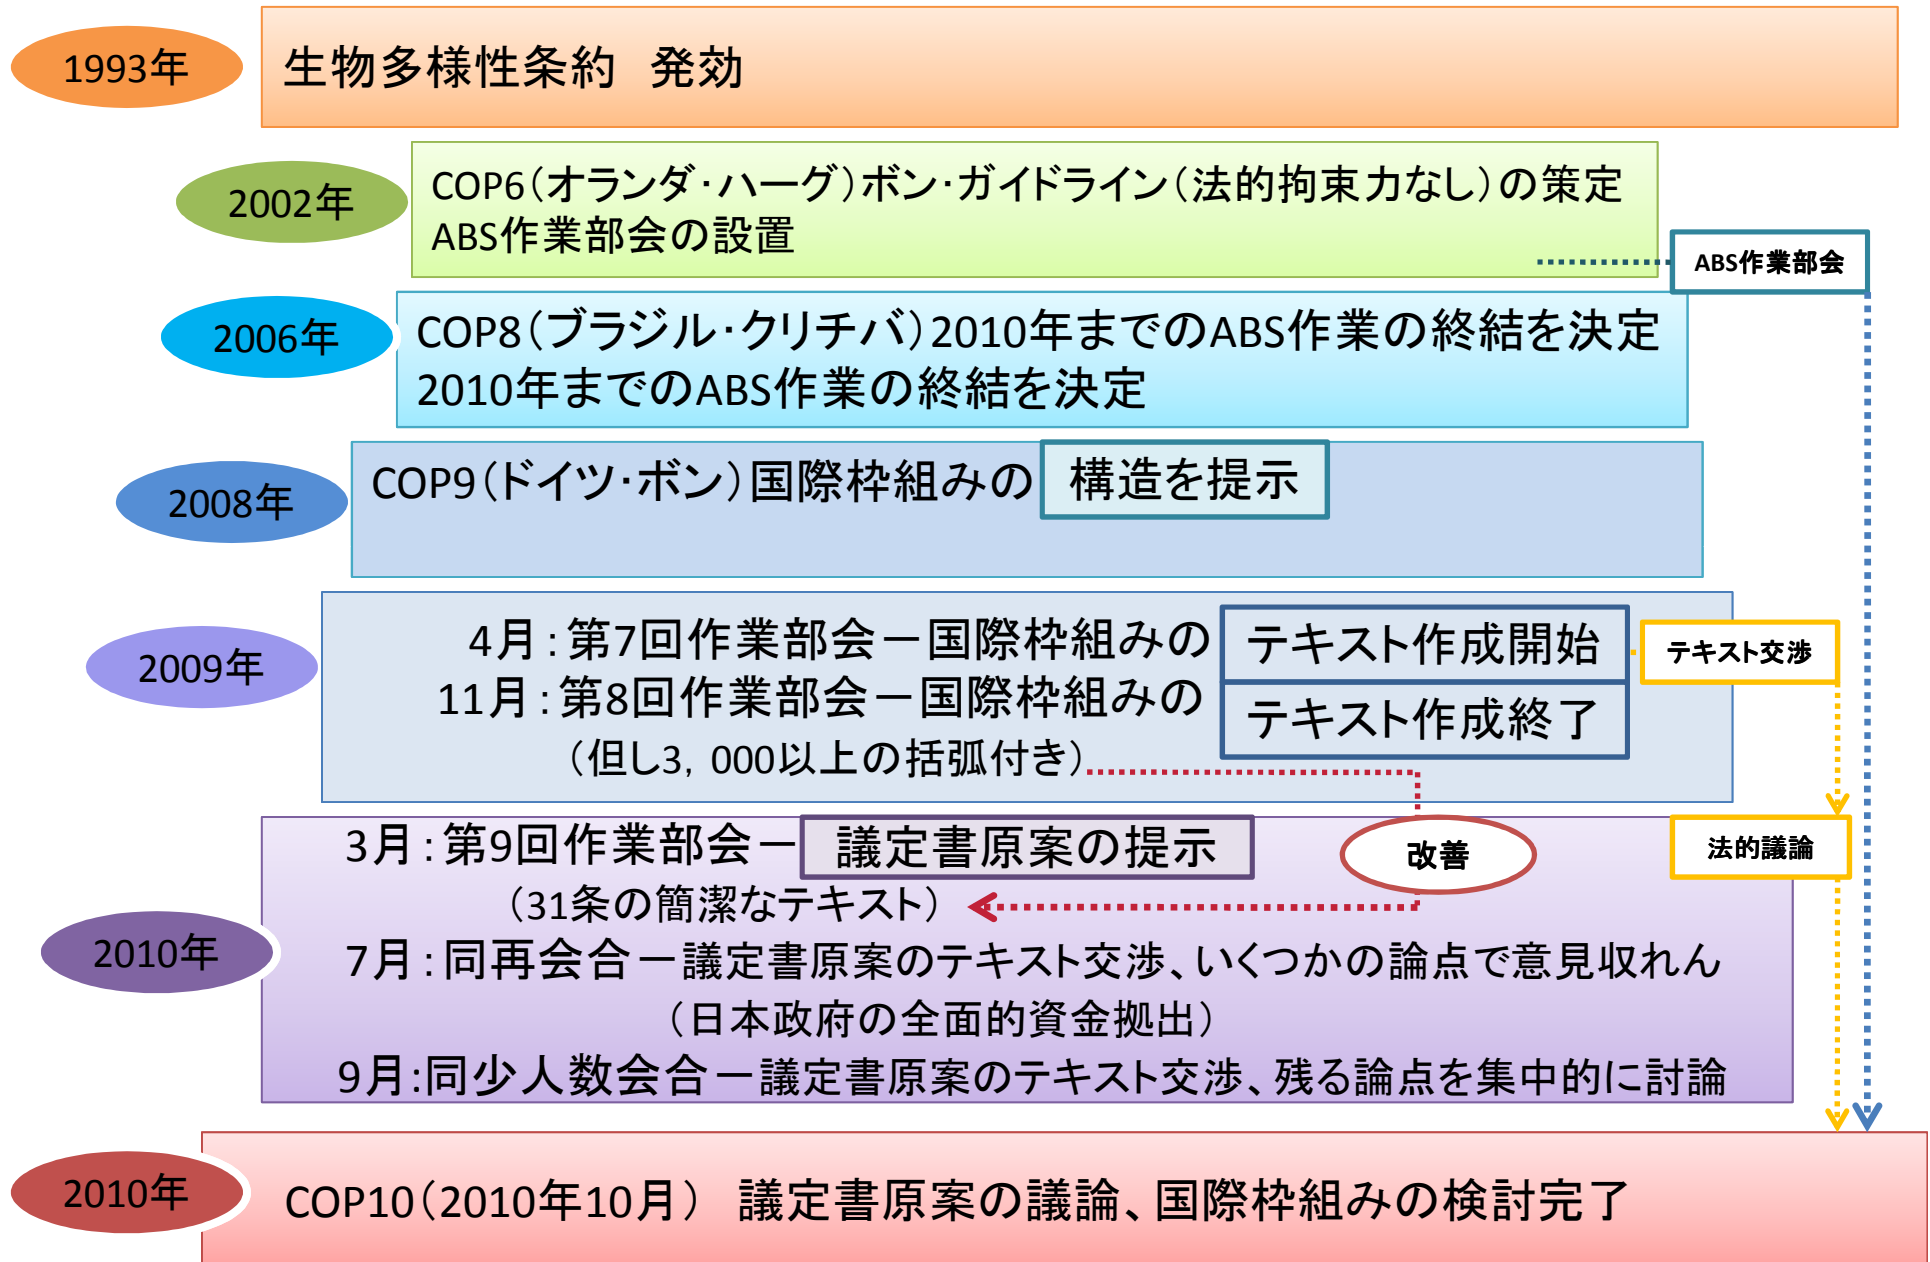 1993年
生物多様性条約　発効
2002年
COP6（オランダ・ハーグ）ボン・ガイドライン（法的拘束力なし）の策定
ABS作業部会の設置
ABS作業部会
2006年
COP8（ブラジル・クリチバ）2010年までのABS作業の終結を決定
2010年までのABS作業の終結を決定
2008年
COP9（ドイツ・ボン）国際枠組みの 構造を提示
2009年
4月：第7回作業部会－国際枠組みの テキスト作成開始
テキスト交渉
11月：第8回作業部会－国際枠組みの テキスト作成終了
（但し3，000以上の括弧付き）
2010年
3月：第9回作業部会－ 議定書原案の提示
改善
法的議論
（31条の簡潔なテキスト）
7月：同再会合－議定書原案のテキスト交渉、いくつかの論点で意見収れん
（日本政府の全面的資金拠出）
9月:同少人数会合－議定書原案のテキスト交渉、残る論点を集中的に討論
2010年
COP10（2010年10月）　議定書原案の議論、国際枠組みの検討完了